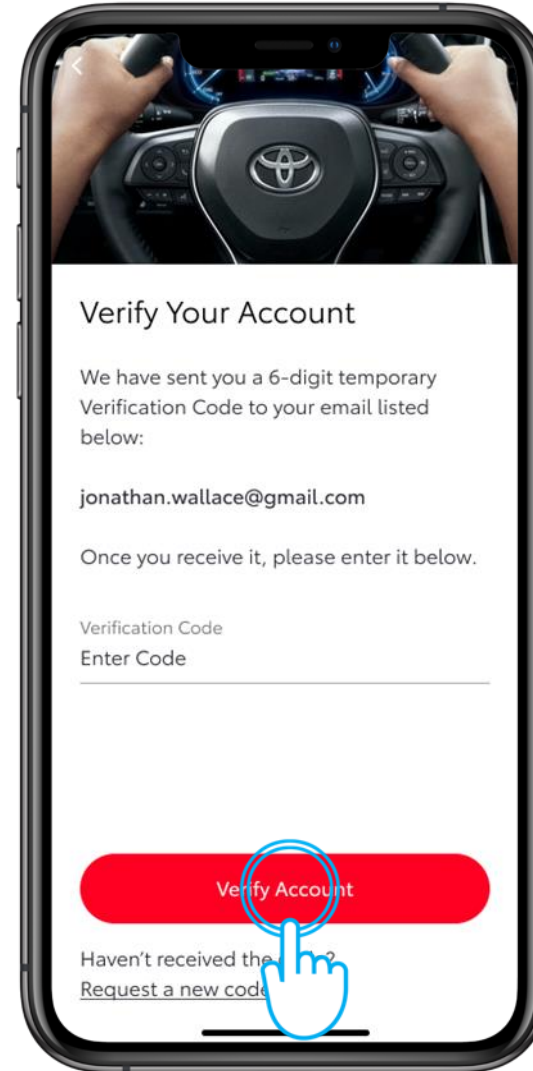 Verify Your Account
We have sent you a 6-digit temporary
Verification Code to your email listed
below:
jonathan.wallace@gmail.com
Once you receive it, please enter it below.
Verification Code
Enter Code
Verify Account
Haven't received the
Request a new code